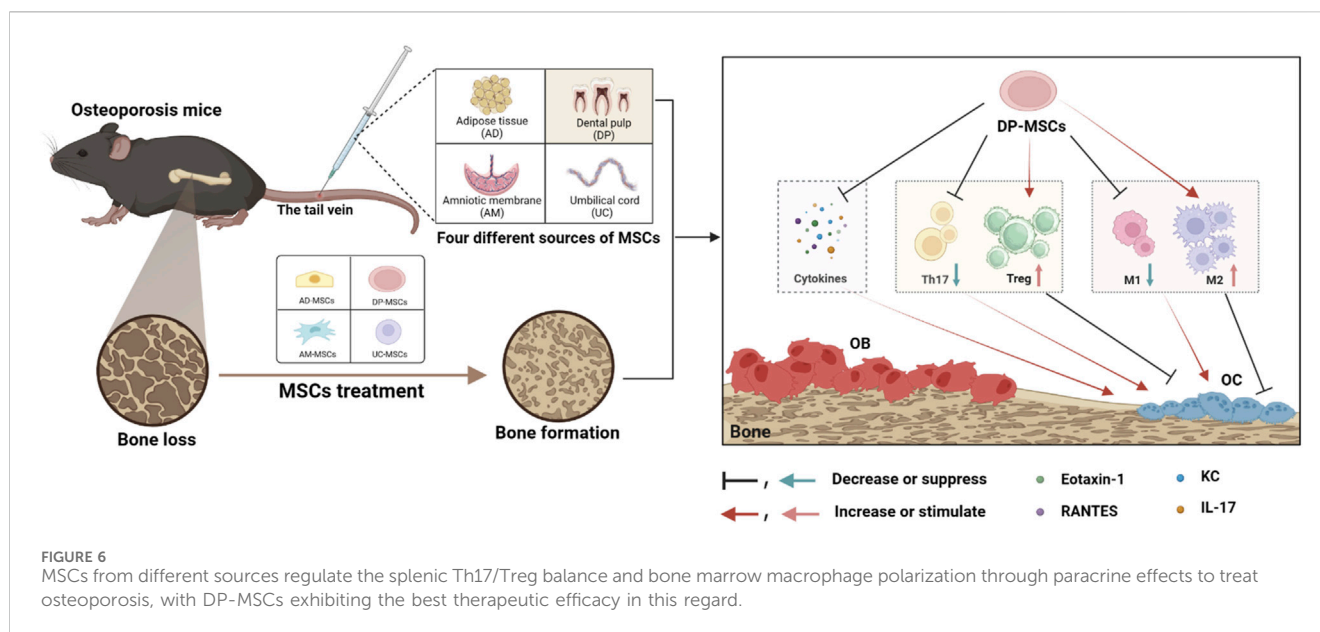 Osteoporosis mice
The tail vein
Adipose tissue
(AD)
Dental pulp
(DP)
Amniotic membrane
(AM)
Umbilical cord
(UC)
Four different sources of MSCs
AD-MSCs
DP-MSCs
AM-MSCs
UC-MSCs
MSCs treatment
Bone loss
Bone formation
DP-MSCs
Cytokines
Th17
Treg
M1
M2
OB
OC
Bone
, Decrease or suppress
Eotaxin-1
KC
, Increase or stimulate
RANTES
IL-17
FIGURE 6
MSCs from different sources regulate the splenic Th17/Treg balance and bone marrow macrophage polarization through paracrine effects to treat
osteoporosis, with DP-MSCs exhibiting the best therapeutic efficacy in this regard.